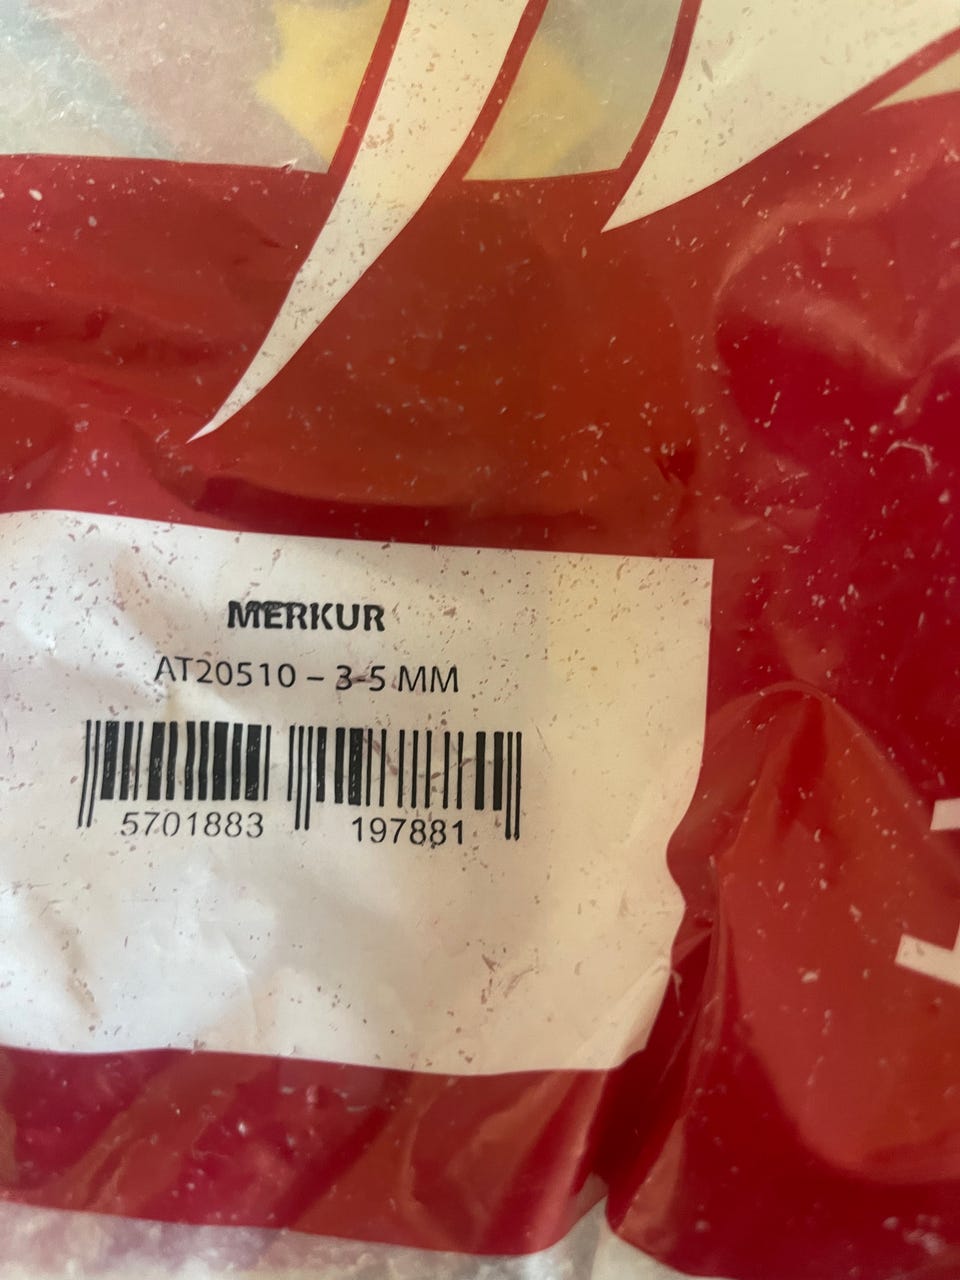 MERKUR
AT20510 – 3-5 MM
5701883 197881